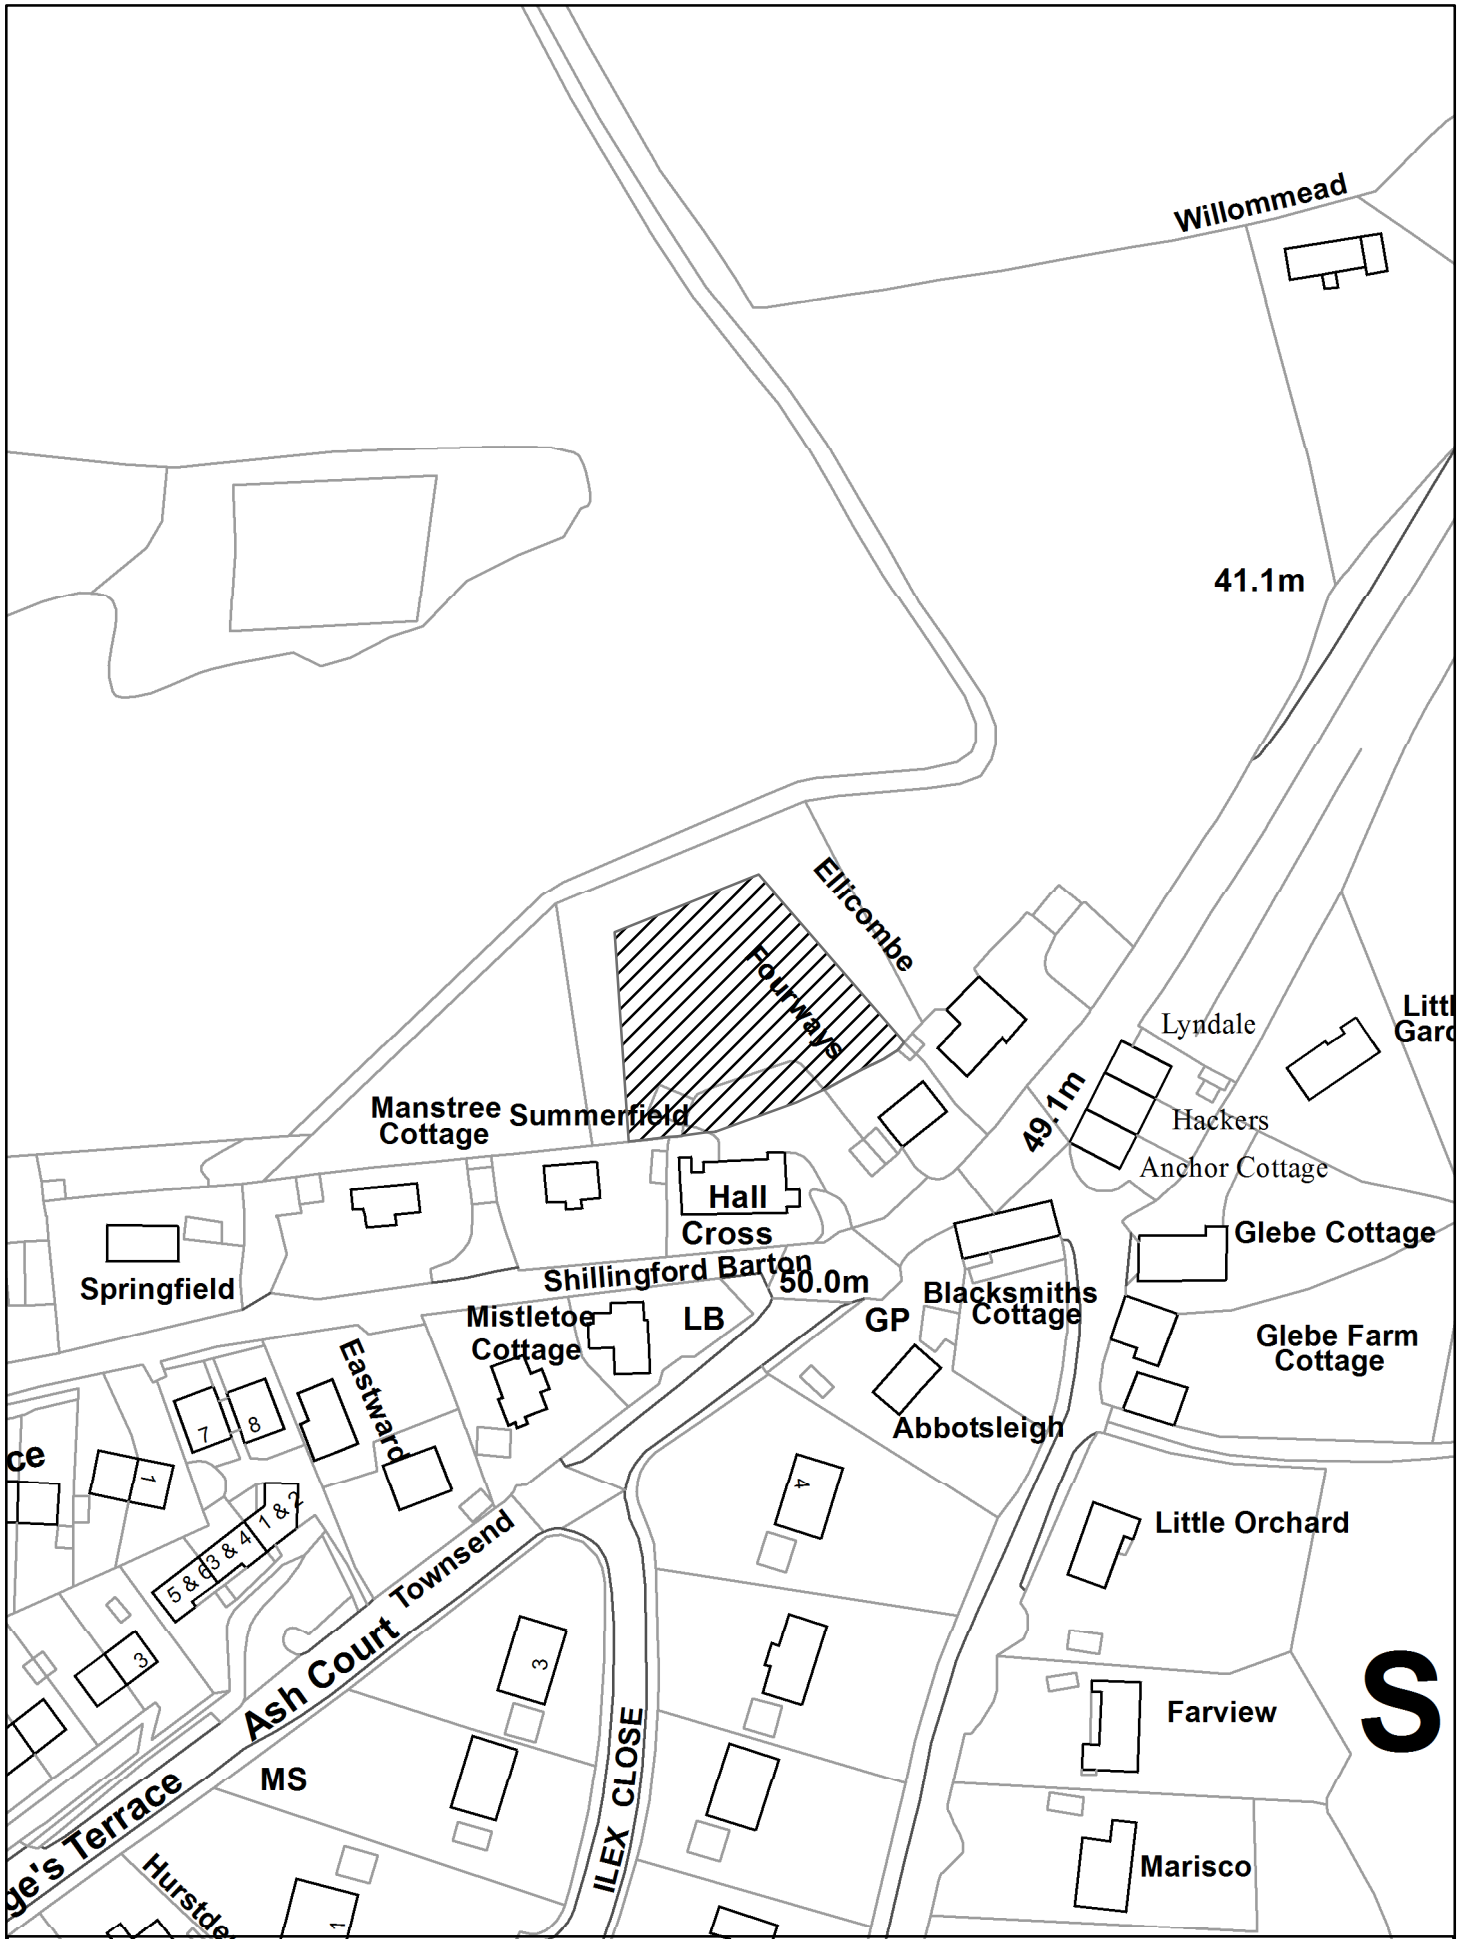 Willommead
41.1m
Ellicombe
Fourways
Lyndale
Littl
Gard
49.1m
Manstree
Cottage
Summerfield
Hackers
Anchor Cottage
Hall
Cross
Glebe Cottage
Springfield
Shillingford Barton
50.0m
Blacksmiths
Cottage
Mistletoe
Cottage
LB
GP
Glebe Farm
Cottage
Eastward
7
8
Abbotsleigh
ce
1
4
1 & 2
3 & 4
5 & 6
Townsend
Little Orchard
3
Ash Court
3
S
Farview
ILEX CLOSE
MS
ge's Terrace
Marisco
Hurstde
1